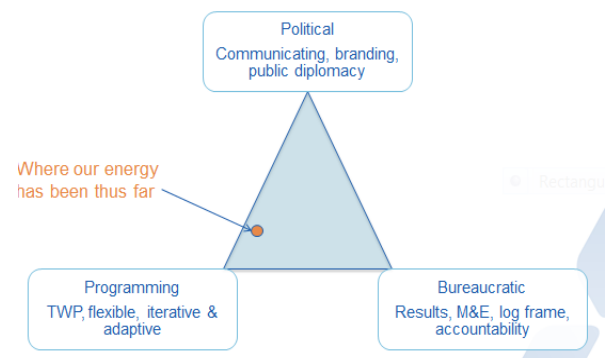 Political
Communicating, branding,
public diplomacy
Where our energy
has been thus far
Rectangu
Programming
TWP, flexible, iterative &
adaptive
Bureaucratic
Results, M&E, log frame,
accountability